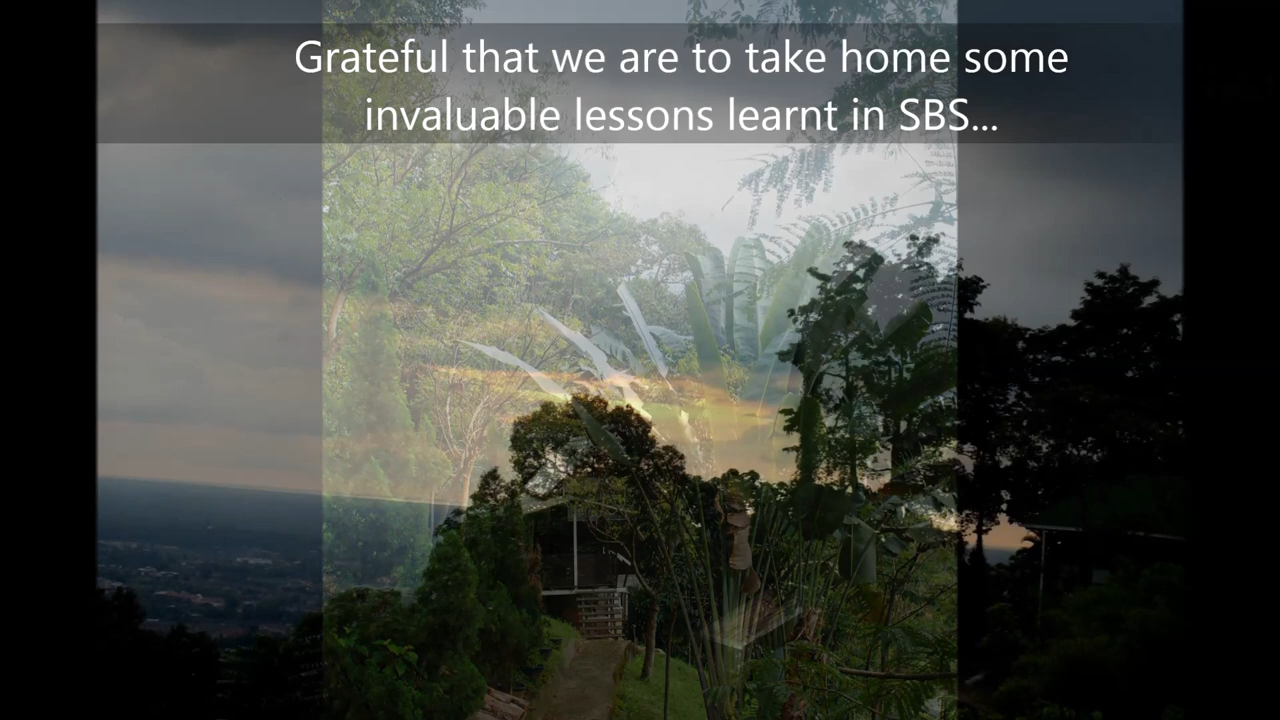 Grateful that we are to take home some
invaluable lessons learnt in SBS...